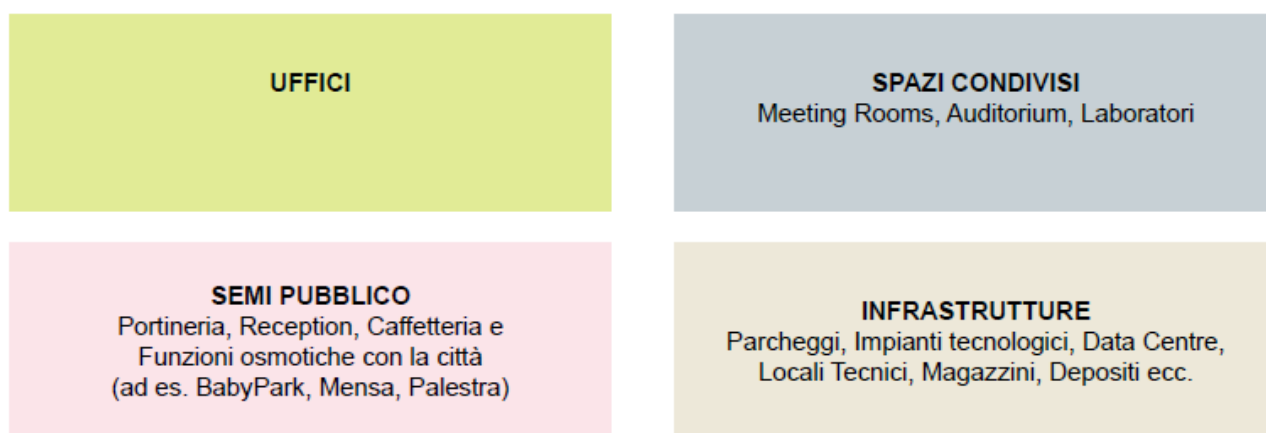 UFFICI
SPAZI CONDIVISI
Meeting Rooms, Auditorium, Laboratori
SEMI PUBBLICO
Portineria, Reception, Caffetteria e
Funzioni osmotiche con la città
(ad es. BabyPark, Mensa, Palestra)
INFRASTRUTTURE
Parcheggi, Impianti tecnologici, Data Centre,
Locali Tecnici, Magazzini, Depositi ecc.